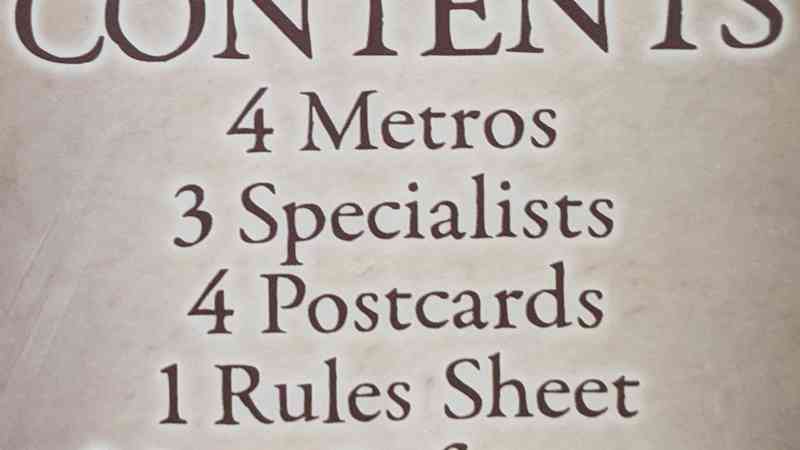 CONTENTS
4 Metros
3 Specialists
4 Postcards
1 Rules Sheet